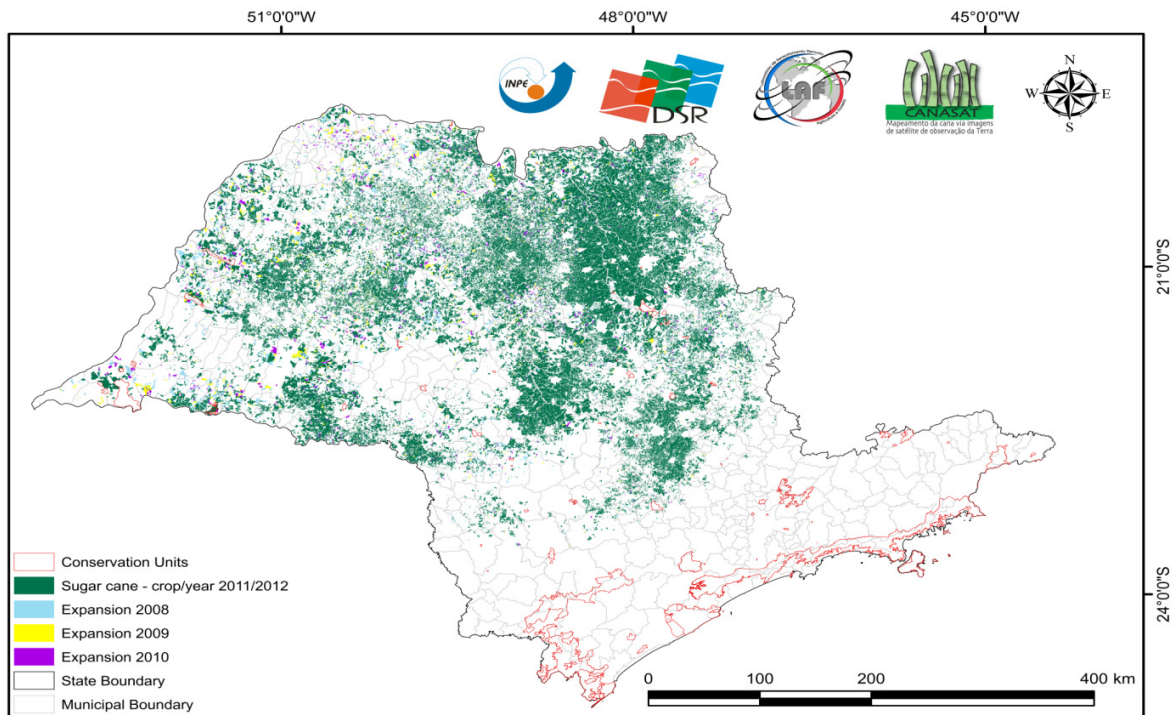 51°0'0"W
48°0'0"W
45°0'0"W
INPE
DSR
LAF
CANASAT
Mapeamento da cana via imagens
de satélite de observação da Terra
N
W
E
S
21°0'0"S
24°0'0"S
Conservation Units
Sugar cane - crop/year 2011/2012
Expansion 2008
Expansion 2009
Expansion 2010
State Boundary
Municipal Boundary
0
100
200
400 km